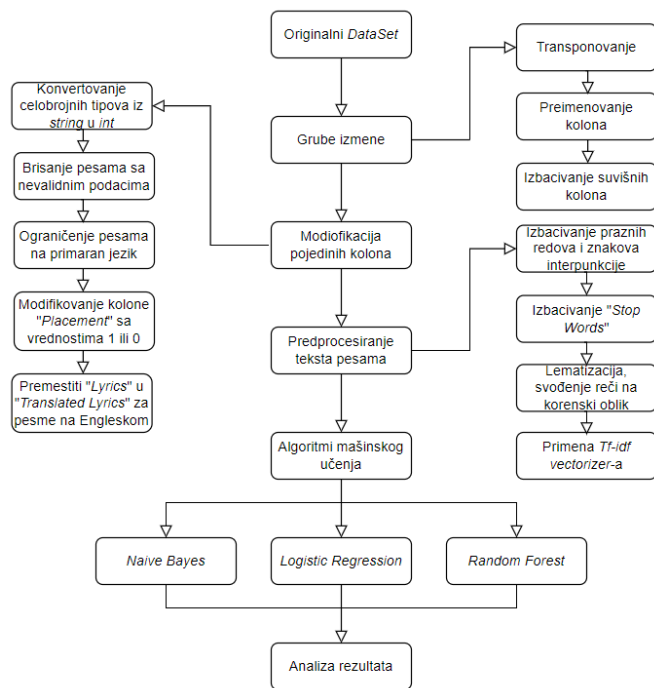 Originalni DataSet
Transponovanje
Konvertovanje
celobrojnih tipova iz
string u int
Grube izmene
Preimenovanje
kolona
Brisanje pesama sa
nevalidnim podacima
Izbacivanje suvišnih
kolona
Ograničenje pesama
na primaran jezik
Modiofikacija
pojedinih kolona
Izbacivanje praznih
redova i znakova
interpunkcije
Modifikovanje kolone
"Placement" sa
vrednostima 1 ili 0
Predprocesiranje
teksta pesama
Izbacivanje "Stop
Words"
Premestiti "Lyrics" u
"Translated Lyrics" za
pesme na Engleskom
Lematizacija,
svođenje reči na
korenski oblik
Algoritmi mašinskog
učenja
Primena Tf-idf
vectorizer-a
Naive Bayes
Logistic Regression
Random Forest
Analiza rezultata